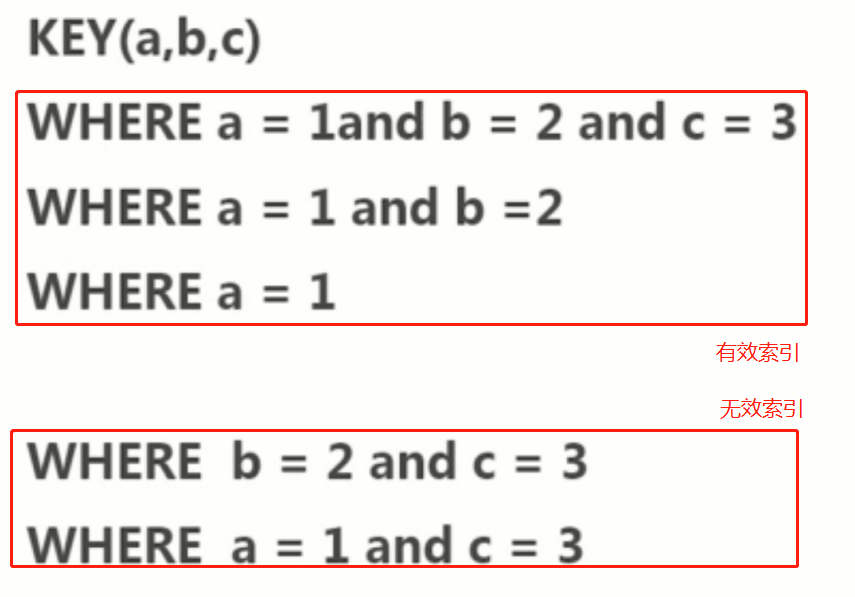 KEY(a,b,c)
WHERE a = 1and b = 2 and c = 3
WHERE a = 1 and b =2
WHERE a = 1
有效索引
无效索引
WHERE b = 2 and c = 3
WHERE a = 1 and c = 3